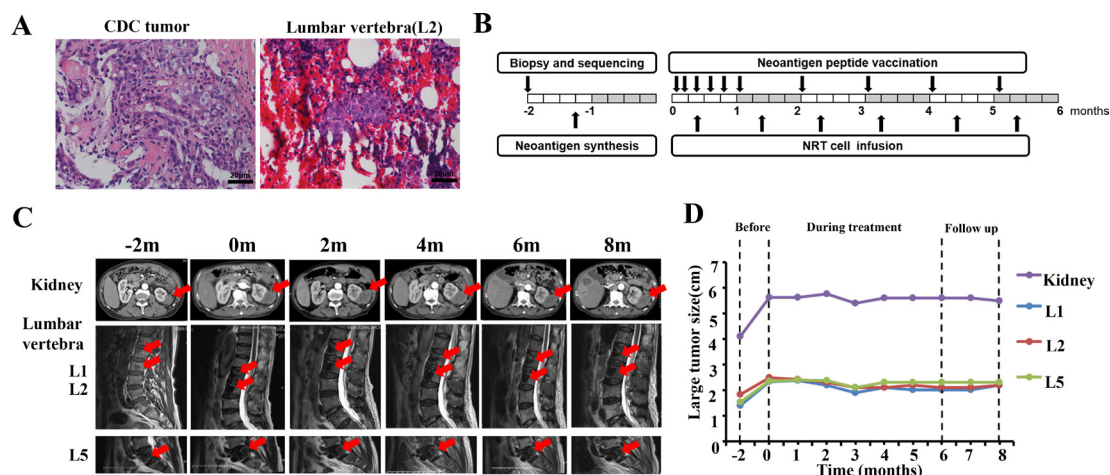 A
CDC tumor
Lumbar vertebra(L2)
20μm
20μm
B
Biopsy and sequencing
Neoantigen peptide vaccination
-2
-1
0
1
2
3
4
5
6
months
Neoantigen synthesis
NRT cell infusion
C
-2m
0m
2m
4m
6m
8m
Kidney
Lumbar
vertebra
L1
L2
L5
D
Before
During treatment
Follow up
Large tumor size(cm)
7
6
5
4
3
2
1
0
-2
0
1
2
3
4
5
6
7
8
Time (months)
Kidney
L1
L2
L5